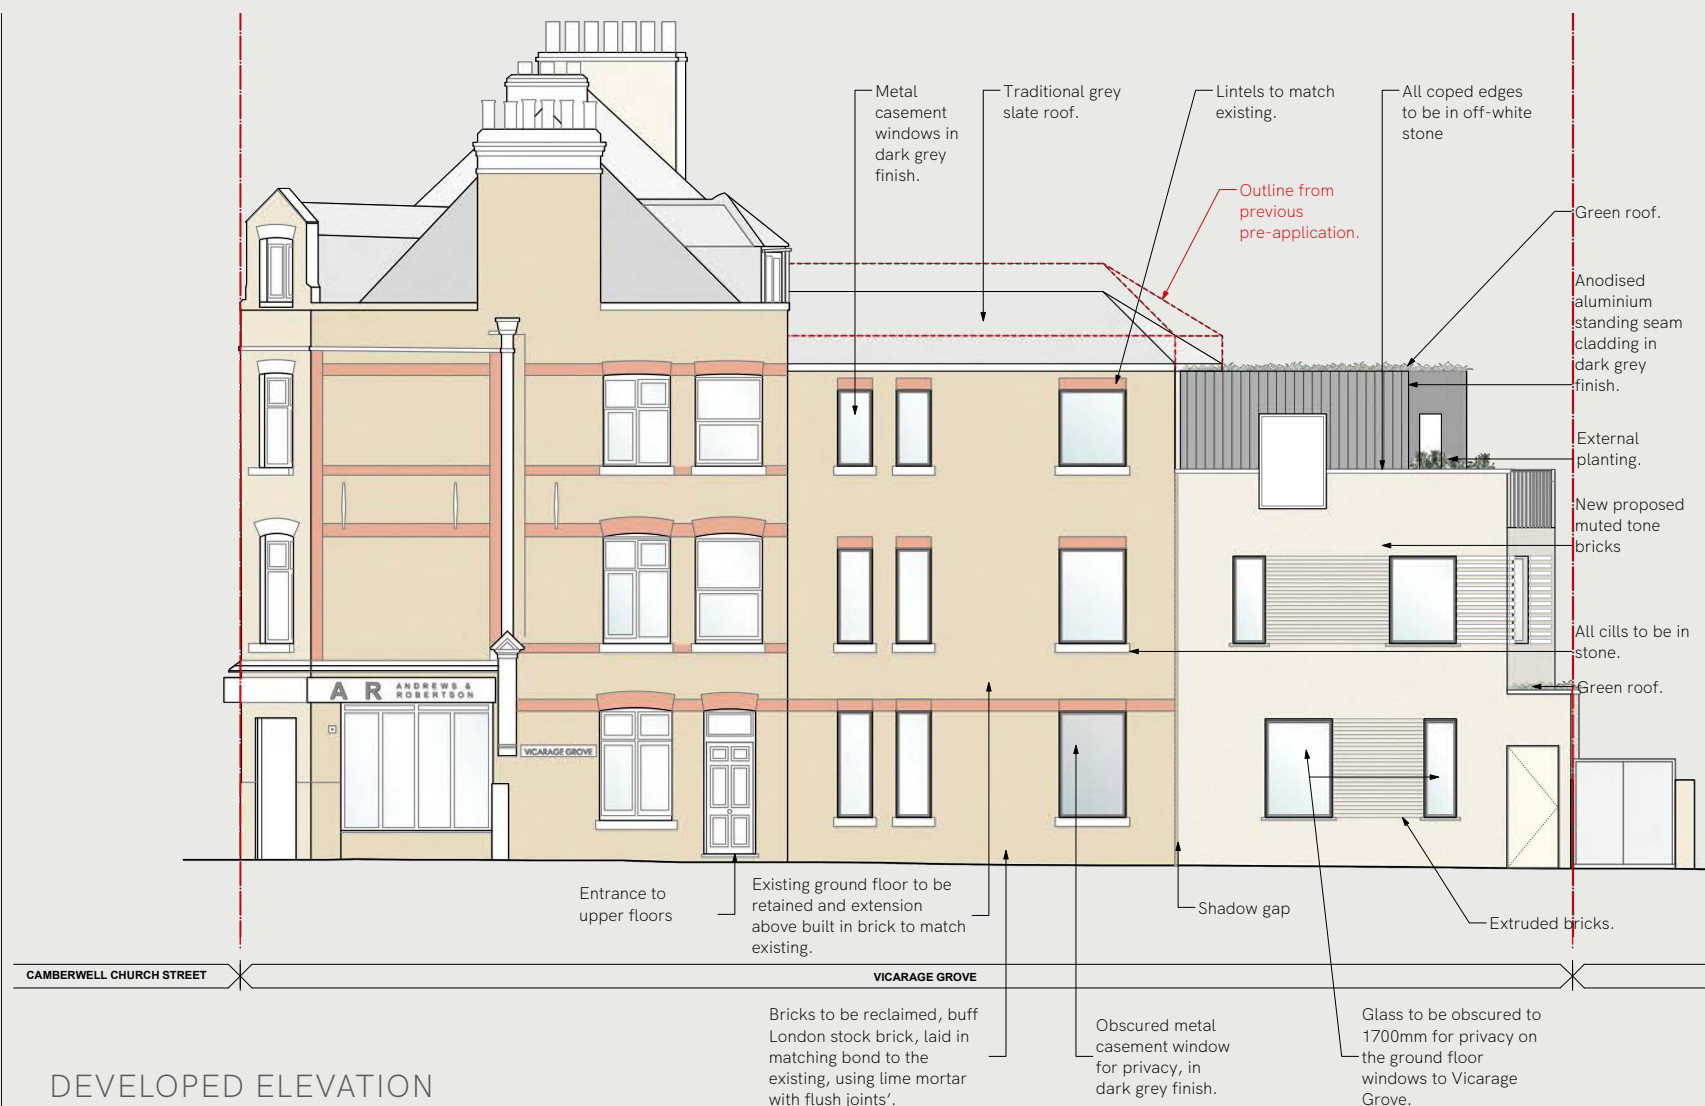 Metal
casement
windows in
dark grey
finish.
Traditional grey
slate roof.
Lintels to match
existing.
All coped edges
to be in off-white
stone
Outline from
previous
pre-application.
Green roof.
Anodised
aluminium
standing seam
cladding in
dark grey
finish.
External
planting.
New proposed
muted tone
bricks
All cills to be in
stone.
Green roof.
A R ANDREWS &
ROBERTSON
VICARAGE GROVE
Entrance to
upper floors
Existing ground floor to be
retained and extension
above built in brick to match
existing.
Shadow gap
Extruded bricks.
CAMBERWELL CHURCH STREET
VICARAGE GROVE
Bricks to be reclaimed, buff
London stock brick, laid in
matching bond to the
existing, using lime mortar
with flush joints'.
Obscured metal
casement window
for privacy, in
dark grey finish.
Glass to be obscured to
1700mm for privacy on
the ground floor
windows to Vicarage
Grove.
DEVELOPED ELEVATION